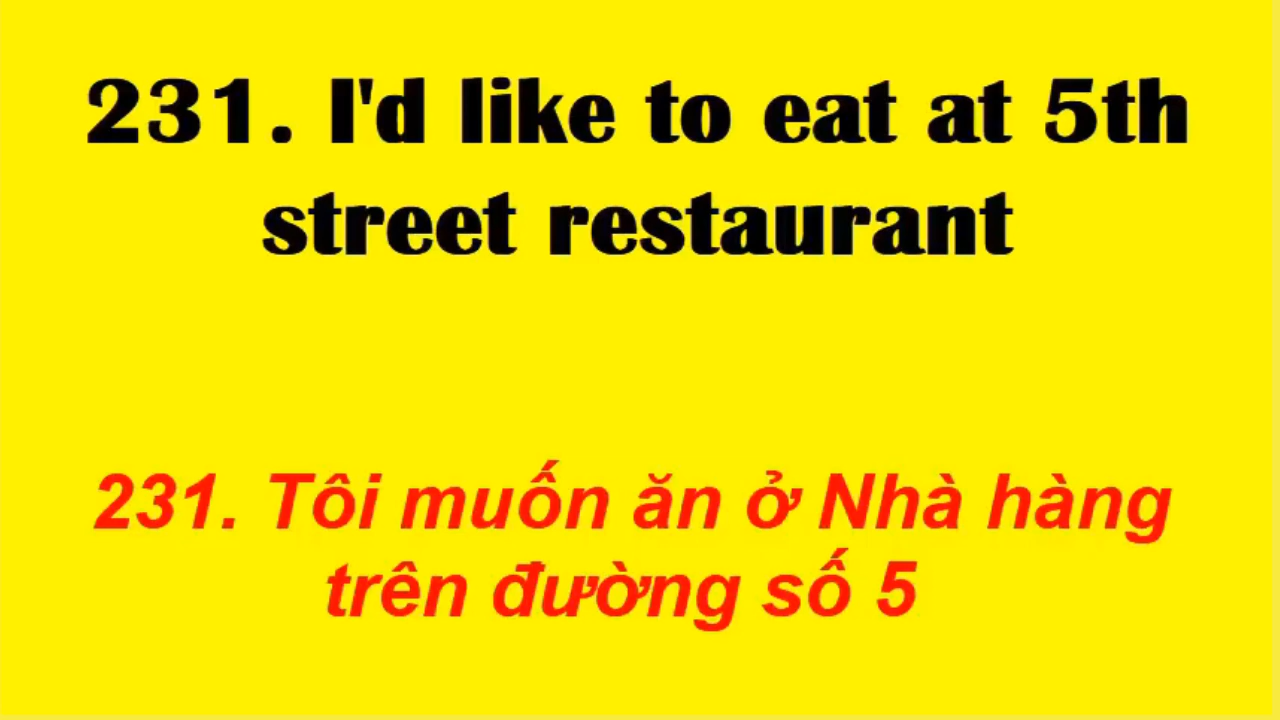 231. I'd like to eat at 5th
street restaurant
231. Tôi muốn ăn ở Nhà hàng
trên đường số 5